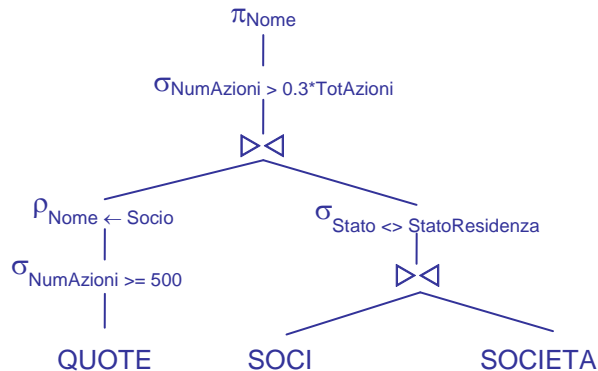 πNome
σNumAzioni > 0.3*TotAzioni
▷◁
ρNome ← Socio
σStato <> StatoResidenza
σNumAzioni >= 500
▷◁
QUOTE SOCI SOCIETA